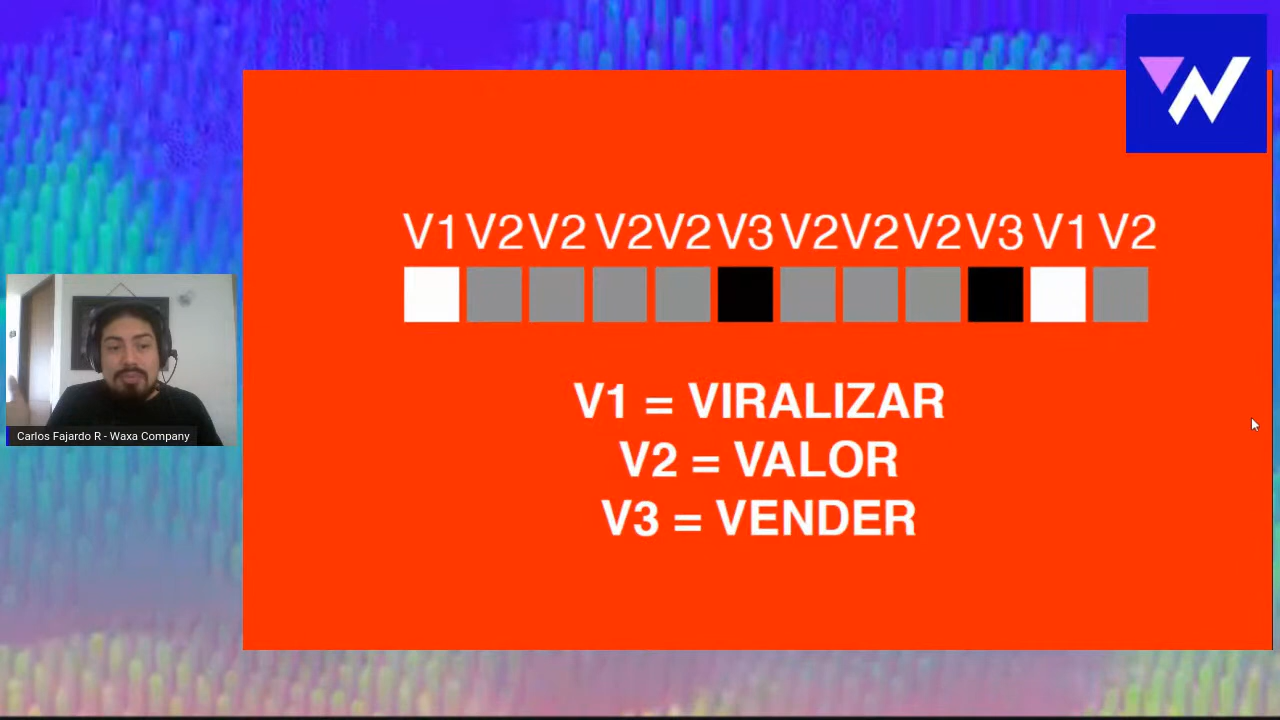 V1 V2 V2 V2 V2 V3 V2 V2 V2 V3 V1 V2
V1 = VIRALIZAR
V2 = VALOR
V3 = VENDER
Carlos Fajardo R - Waxa Company